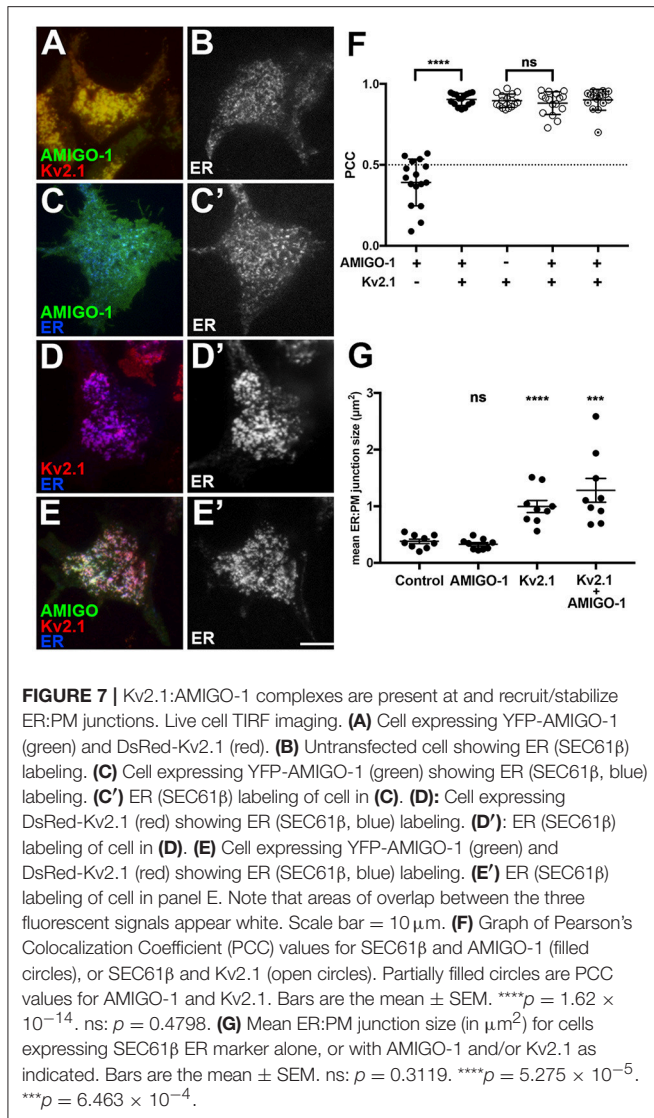 A
AMIGO-1
Kv2.1
B
ER
C
AMIGO-1
ER
C'
ER
D
Kv2.1
ER
D'
ER
E
AMIGO
Kv2.1
ER
E'
ER
F
**** ns
1.0
0.5
0.0
PCC
AMIGO-1 + + - + +
Kv2.1 - + + + +
G
mean ER:PM junction size (µm²)
3
2
1
0
ns **** ***
Control AMIGO-1 Kv2.1 Kv2.1
+
AMIGO-1
FIGURE 7 | Kv2.1:AMIGO-1 complexes are present at and recruit/stabilize
ER:PM junctions. Live cell TIRF imaging. (A) Cell expressing YFP-AMIGO-1
(green) and DsRed-Kv2.1 (red). (B) Untransfected cell showing ER (SEC61β)
labeling. (C) Cell expressing YFP-AMIGO-1 (green) showing ER (SEC61β, blue)
labeling. (C′) ER (SEC61β) labeling of cell in (C). (D): Cell expressing
DsRed-Kv2.1 (red) showing ER (SEC61β, blue) labeling. (D′): ER (SEC61β)
labeling of cell in (D). (E) Cell expressing YFP-AMIGO-1 (green) and
DsRed-Kv2.1 (red) showing ER (SEC61β, blue) labeling. (E′) ER (SEC61β)
labeling of cell in panel E. Note that areas of overlap between the three
fluorescent signals appear white. Scale bar = 10 µm. (F) Graph of Pearson's
Colocalization Coefficient (PCC) values for SEC61β and AMIGO-1 (filled
circles), or SEC61β and Kv2.1 (open circles). Partially filled circles are PCC
values for AMIGO-1 and Kv2.1. Bars are the mean ± SEM. ****p = 1.62 ×
10⁻¹⁴. ns: p = 0.4798. (G) Mean ER:PM junction size (in µm²) for cells
expressing SEC61β ER marker alone, or with AMIGO-1 and/or Kv2.1 as
indicated. Bars are the mean ± SEM. ns: p = 0.3119. ****p = 5.275 × 10⁻⁵.
***p = 6.463 × 10⁻⁴.